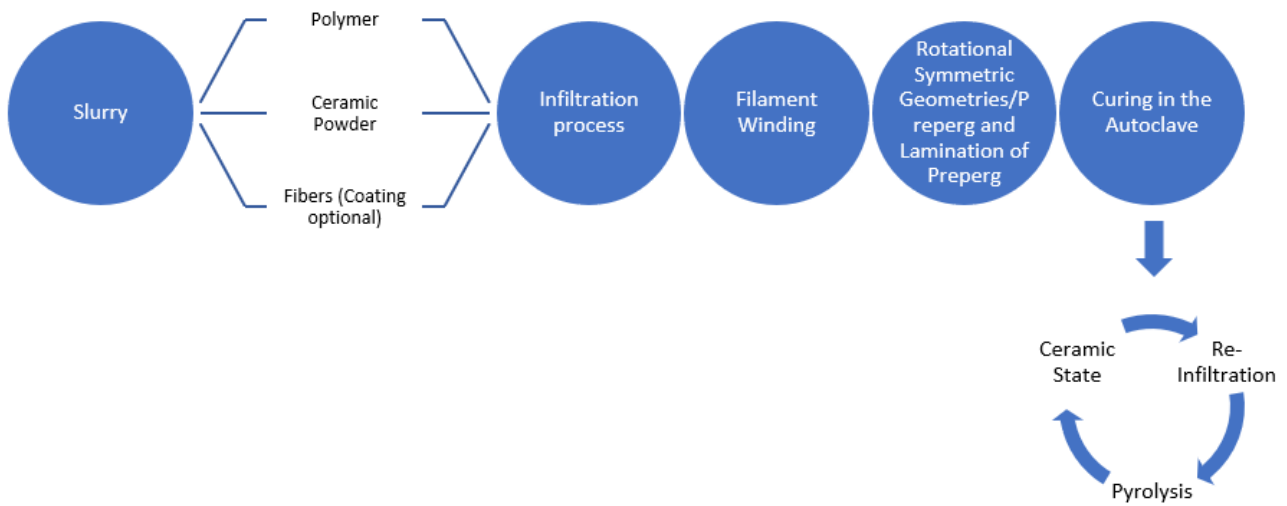 Slurry
Polymer
Ceramic
Powder
Fibers (Coating
optional)
Infiltration
process
Filament
Winding
Rotational
Symmetric
Geometries/P
reperg and
Lamination of
Preperg
Curing in the
Autoclave
Ceramic
State
Re-
Infiltration
Pyrolysis